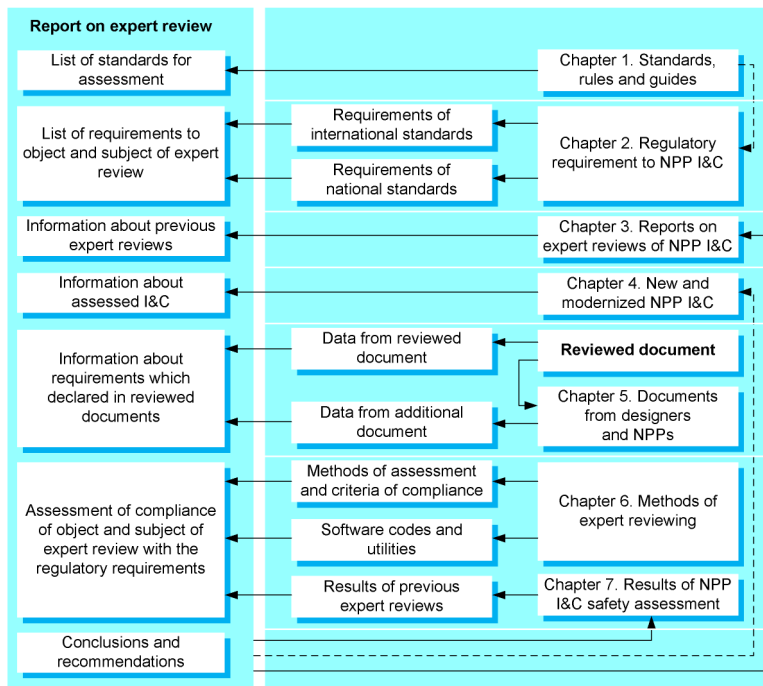 Report on expert review
List of standards for
assessment
Chapter 1. Standards,
rules and guides
List of requirements to
object and subject of expert
review
Requirements of
international standards
Requirements
of national standards
Chapter 2. Regulatory
requirement to NPP I&C
Information about previous
expert reviews
Chapter 3. Reports on
expert reviews of NPP I&C
Information about
assessed I&C
Chapter 4. New and
modernized NPP I&C
Information about
requirements which
declared in reviewed
documents
Data from reviewed
document
Data from additional
document
Reviewed document
Chapter 5. Documents
from designers
and NPPs
Assessment of compliance
of object and subject of
expert review with the
regulatory requirements
Methods of assessment
and criteria of compliance
Software codes and
utilities
Chapter 6. Methods of
expert reviewing
Results of previous
expert reviews
Chapter 7. Results of NPP
I&C safety assessment
Conclusions and
recommendations